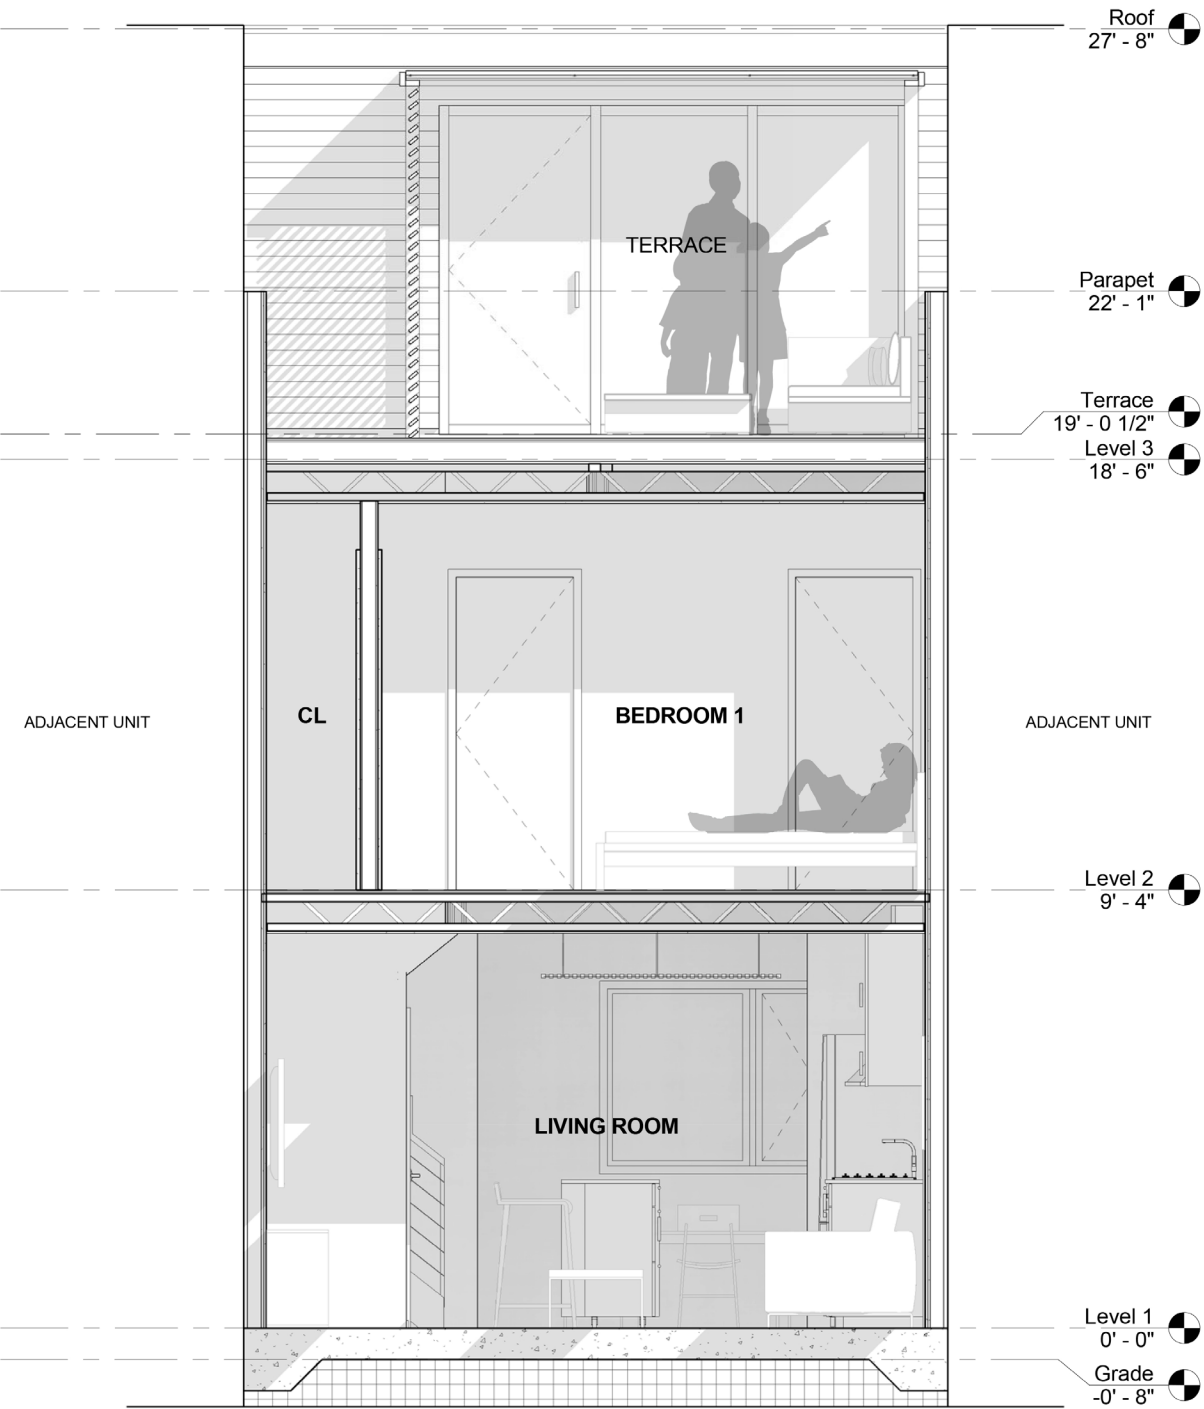 Roof
27' - 8"
TERRACE
Parapet
22' - 1"
Terrace
19' - 0 1/2"
Level 3
18' - 6"
CL
BEDROOM 1
ADJACENT UNIT
ADJACENT UNIT
Level 2
9' - 4"
LIVING ROOM
Level 1
0' - 0"
Grade
-0' - 8"